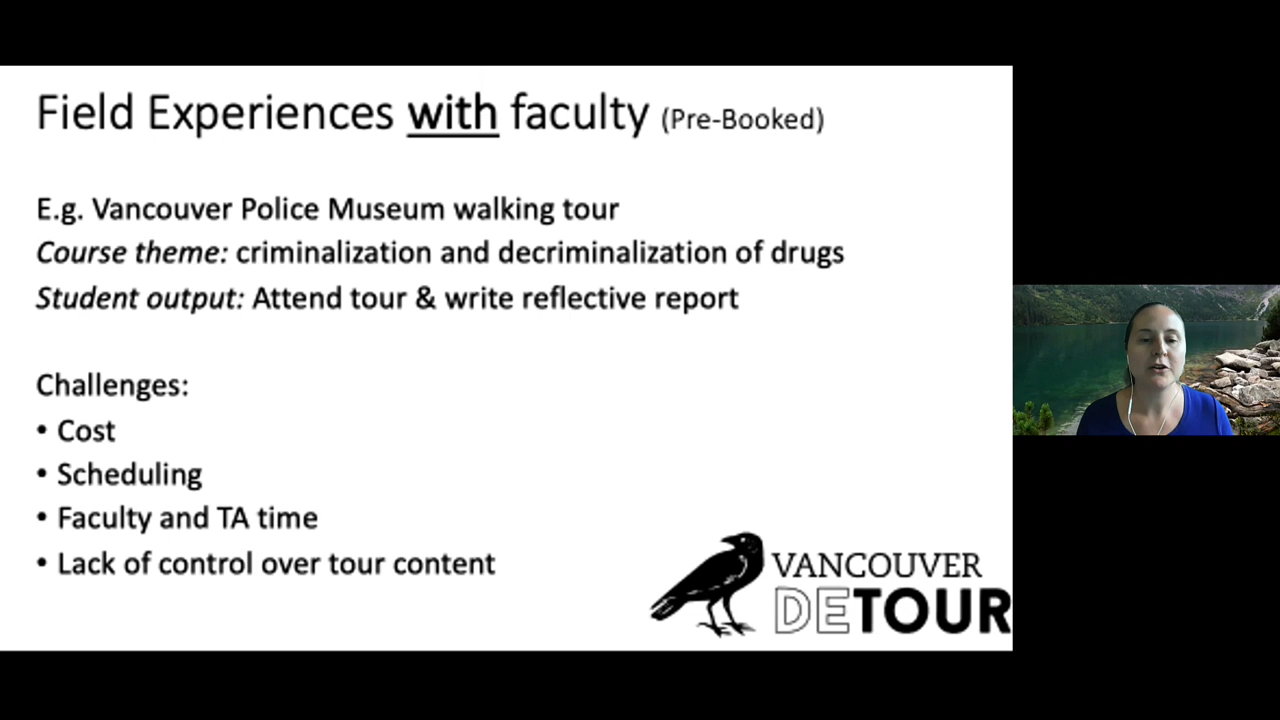 Field Experiences with faculty (Pre-Booked)
E.g. Vancouver Police Museum walking tour
Course theme: criminalization and decriminalization of drugs
Student output: Attend tour & write reflective report
Challenges:
• Cost
• Scheduling
• Faculty and TA time
• Lack of control over tour content
VANCOUVER
DETOUR